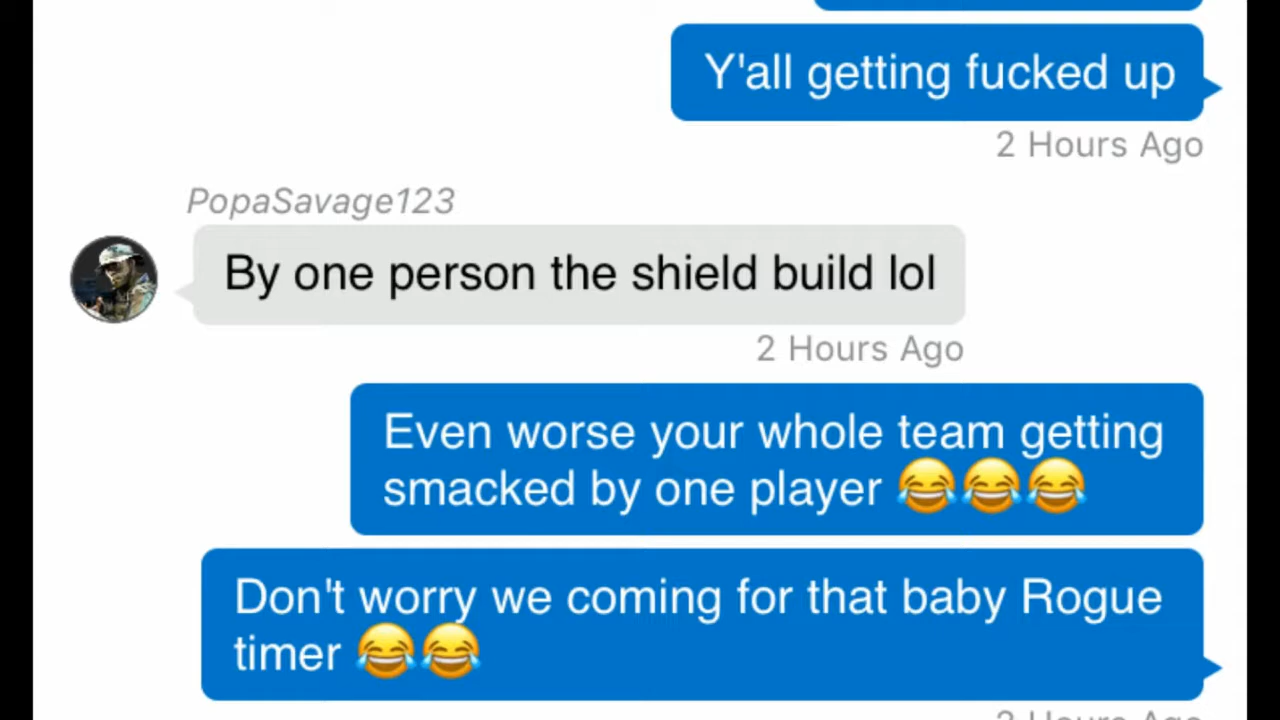 Y'all getting fucked up
2 Hours Ago
PopaSavage123
By one person the shield build lol
2 Hours Ago
Even worse your whole team getting
smacked by one player 😂😂😂
Don't worry we coming for that baby Rogue
timer 😂😂
2 Hours Ago